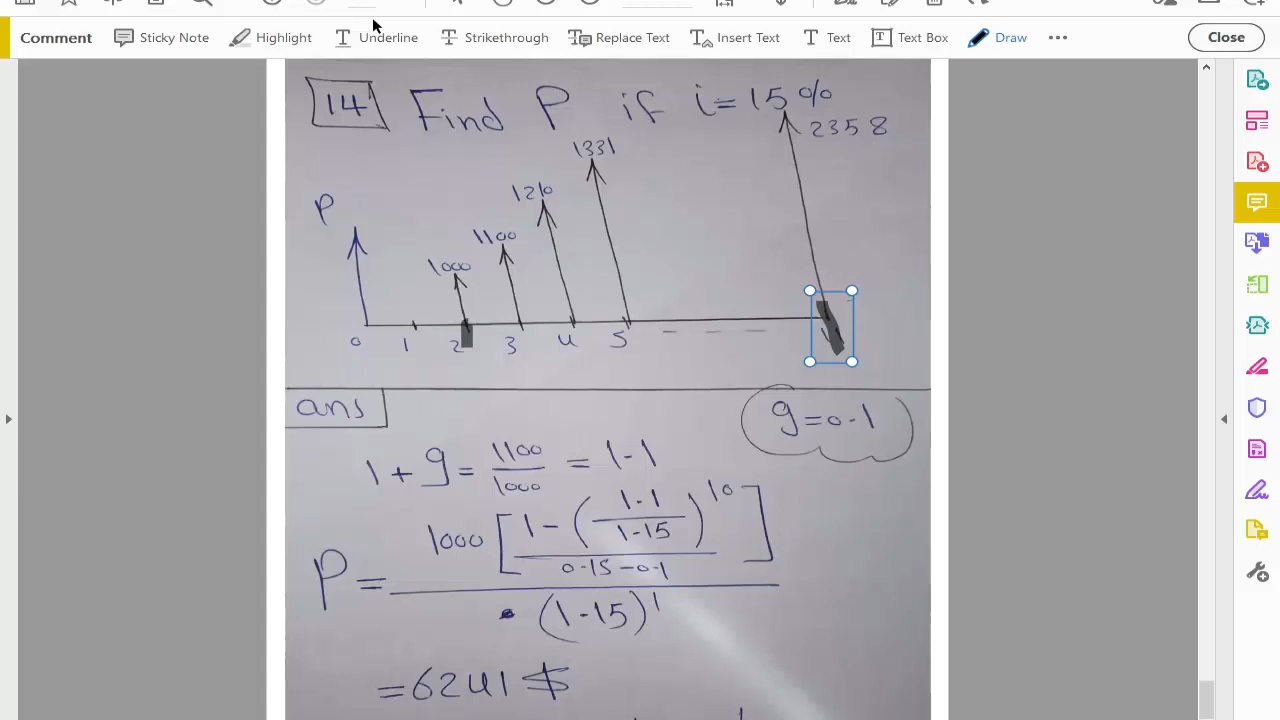 Comment Sticky Note Highlight Underline Strikethrough Replace Text Insert Text Text Text Box Draw Close
14 Find P if i=15%
2358
1331
1210
P
1100
1000
0 1 2 3 4 5
ans
g=0.1
1+g = 1100/1000 = 1.1
P = 1000 [ 1-(1.1/1.15)^10 / 0.15-0.1 ] / (1.15)^1
=6241 $